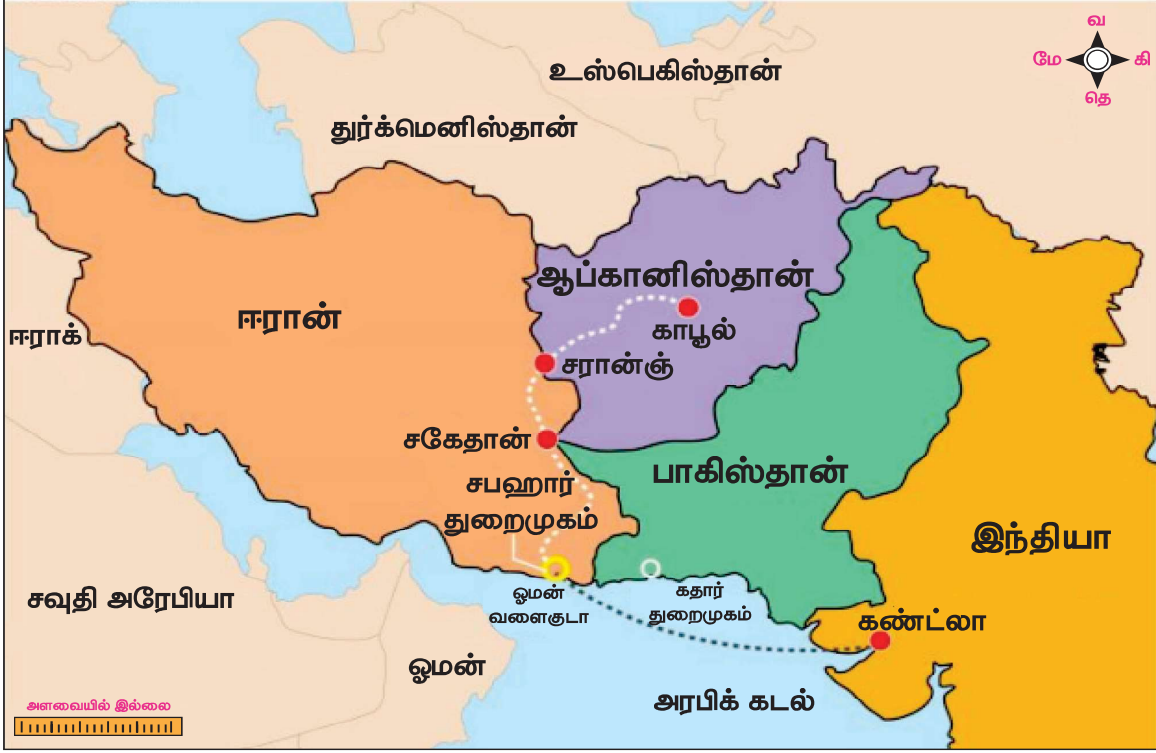 வ
மே
கி
தெ
உஸ்பெகிஸ்தான்
துர்க்மெனிஸ்தான்
ஆப்கானிஸ்தான்
ஈரான்
காபூல்
ஈராக்
சரான்ஞ்
சகேதான்
பாகிஸ்தான்
சபஹார்
துறைமுகம்
இந்தியா
ஓமன்
வளைகுடா
கதார்
துறைமுகம்
சவுதி அரேபியா
கண்ட்லா
ஓமன்
அரபிக் கடல்
அளவையில் இல்லை